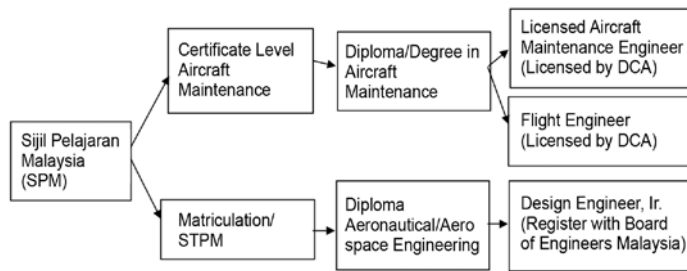 Certificate Level
Aircraft
Maintenance
Diploma/Degree in
Aircraft
Maintenance
Licensed Aircraft
Maintenance Engineer
(Licensed by DCA)
Flight Engineer
(Licensed by DCA)
Sijil Pelajaran
Malaysia
(SPM)
Matriculation/
STPM
Diploma
Aeronautical/Aero
space Engineering
Design Engineer, Ir.
(Register with Board
of Engineers Malaysia)